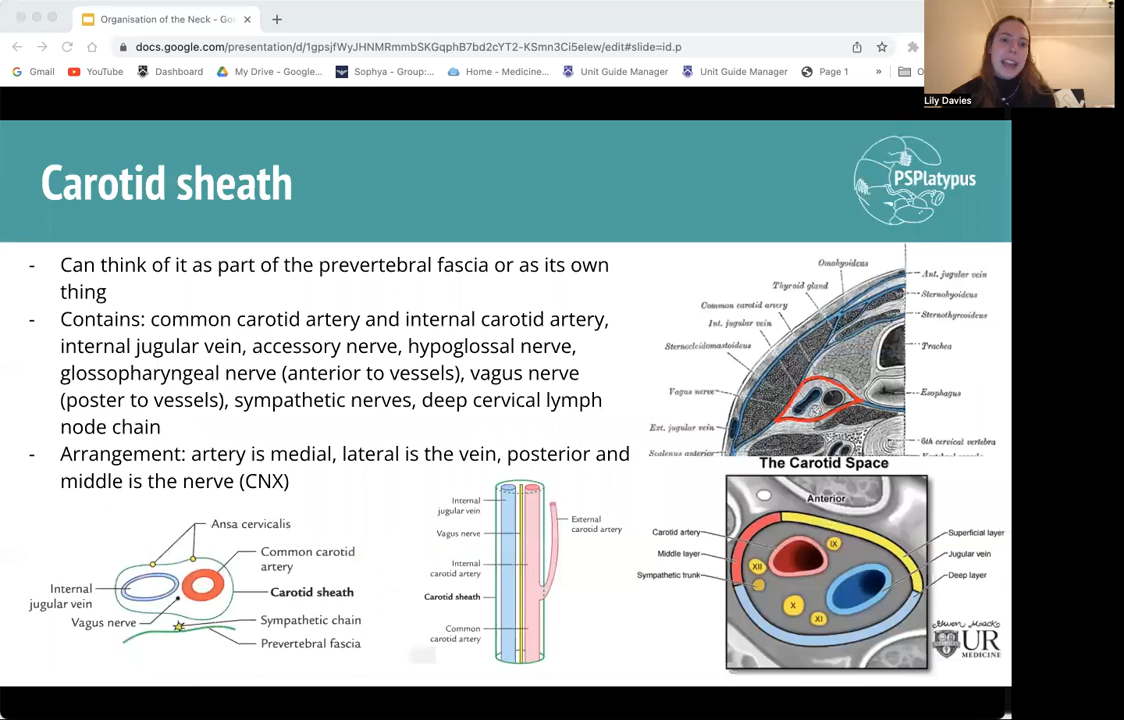 Organisation of the Neck - Gor
docs.google.com/presentation/d/1gpsjfWyJHNMRmmbSKGqphB7bd2cYT2-KSmn3Ci5elew/edit#slide=id.p
Gmail
YouTube
Dashboard
My Drive - Google...
Sophya - Group:...
Home - Medicine...
Unit Guide Manager
Unit Guide Manager
Page 1
»
Lily Davies
Carotid sheath
PSPlatypus
- Can think of it as part of the prevertebral fascia or as its own
thing
- Contains: common carotid artery and internal carotid artery,
internal jugular vein, accessory nerve, hypoglossal nerve,
glossopharyngeal nerve (anterior to vessels), vagus nerve
(poster to vessels), sympathetic nerves, deep cervical lymph
node chain
- Arrangement: artery is medial, lateral is the vein, posterior and
middle is the nerve (CNX)
Omohyoideus
Thyroid gland
Common carotid artery
Int. jugular vein
Sternocleidomastoideus
Vagus nerve
Ext. jugular vein
Scalenus anterior
Ant. jugular vein
Sternohyoideus
Sternothyreoideus
Trachea
Esophagus
6th cervical vertebra
Ansa cervicalis
Common carotid
artery
Internal
jugular vein
Carotid sheath
Vagus nerve
Sympathetic chain
Prevertebral fascia
Internal
jugular vein
Vagus nerve
External
carotid artery
Internal
carotid artery
Carotid sheath
Common
carotid artery
The Carotid Space
Anterior
Carotid artery
Middle layer
Sympathetic trunk
Superficial layer
Jugular vein
Deep layer
IX
XII
X
XI
UR
MEDICINE